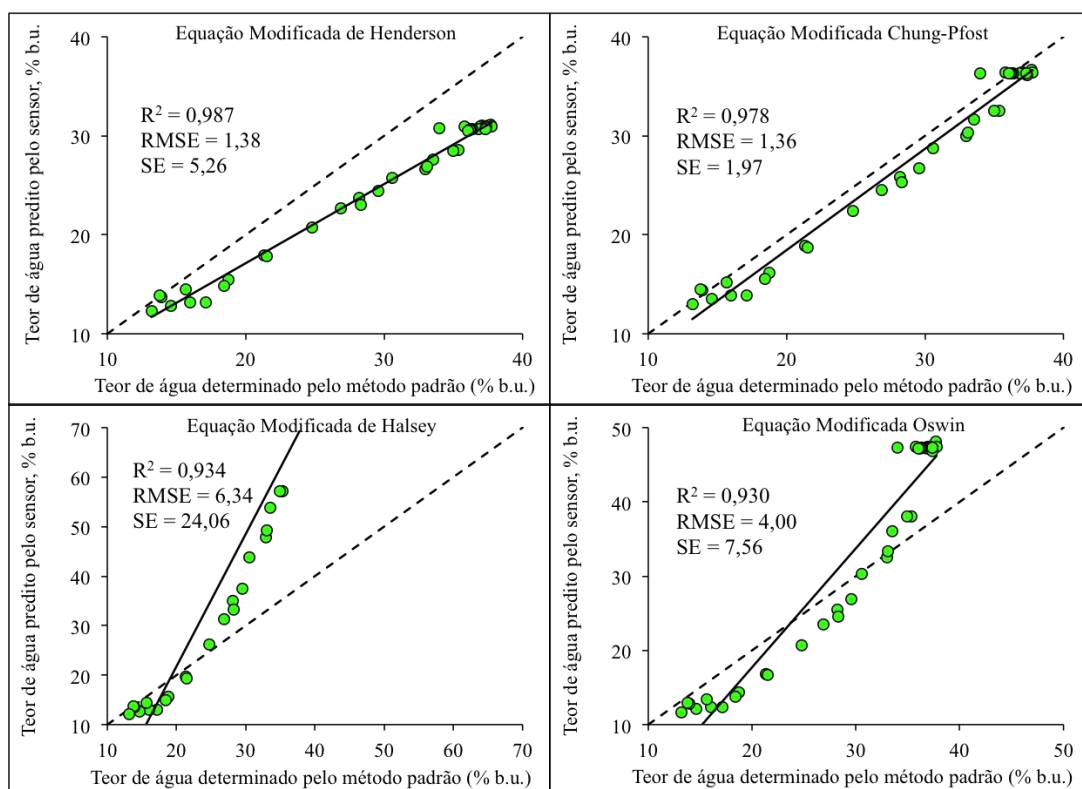 Equação Modificada de Henderson
R² = 0,987
RMSE = 1,38
SE = 5,26
Teor de água predito pelo sensor, % b.u.
40
30
20
10
10 20 30 40
Teor de água determinado pelo método padrão (% b.u.)
Equação Modificada Chung-Pfost
R² = 0,978
RMSE = 1,36
SE = 1,97
Teor de água predito pelo sensor, % b.u.
40
30
20
10
10 20 30 40
Teor de água determinado pelo método padrão (% b.u.)
Equação Modificada de Halsey
R² = 0,934
RMSE = 6,34
SE = 24,06
Teor de água predito pelo sensor, % b.u.
70
60
50
40
30
20
10
10 20 30 40 50 60 70
Teor de água determinado pelo método padrão (% b.u.)
Equação Modificada Oswin
R² = 0,930
RMSE = 4,00
SE = 7,56
Teor de água predito pelo sensor, % b.u.
50
40
30
20
10
10 20 30 40 50
Teor de água determinado pelo método padrão (% b.u.)